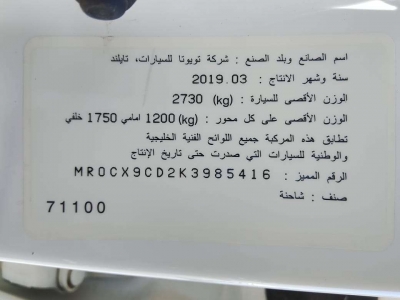 اسم الصانع وبلد الصنع : شركة تويوتا للسيارات، تايلند
سنة وشهر الانتاج : 2019.03
الوزن الأقصى للسيارة : 2730 (kg)
الوزن الأقصى على كل محور : 1200(kg) امامي 1750 خلفي
تطابق هذه المركبة جميع اللوائح الفنية الخليجية
والوطنية للسيارات التي صدرت حتى تاريخ الإنتاج
الرقم المميز : MR0CX9CD2K3985416
صنف : شاحنة
71100